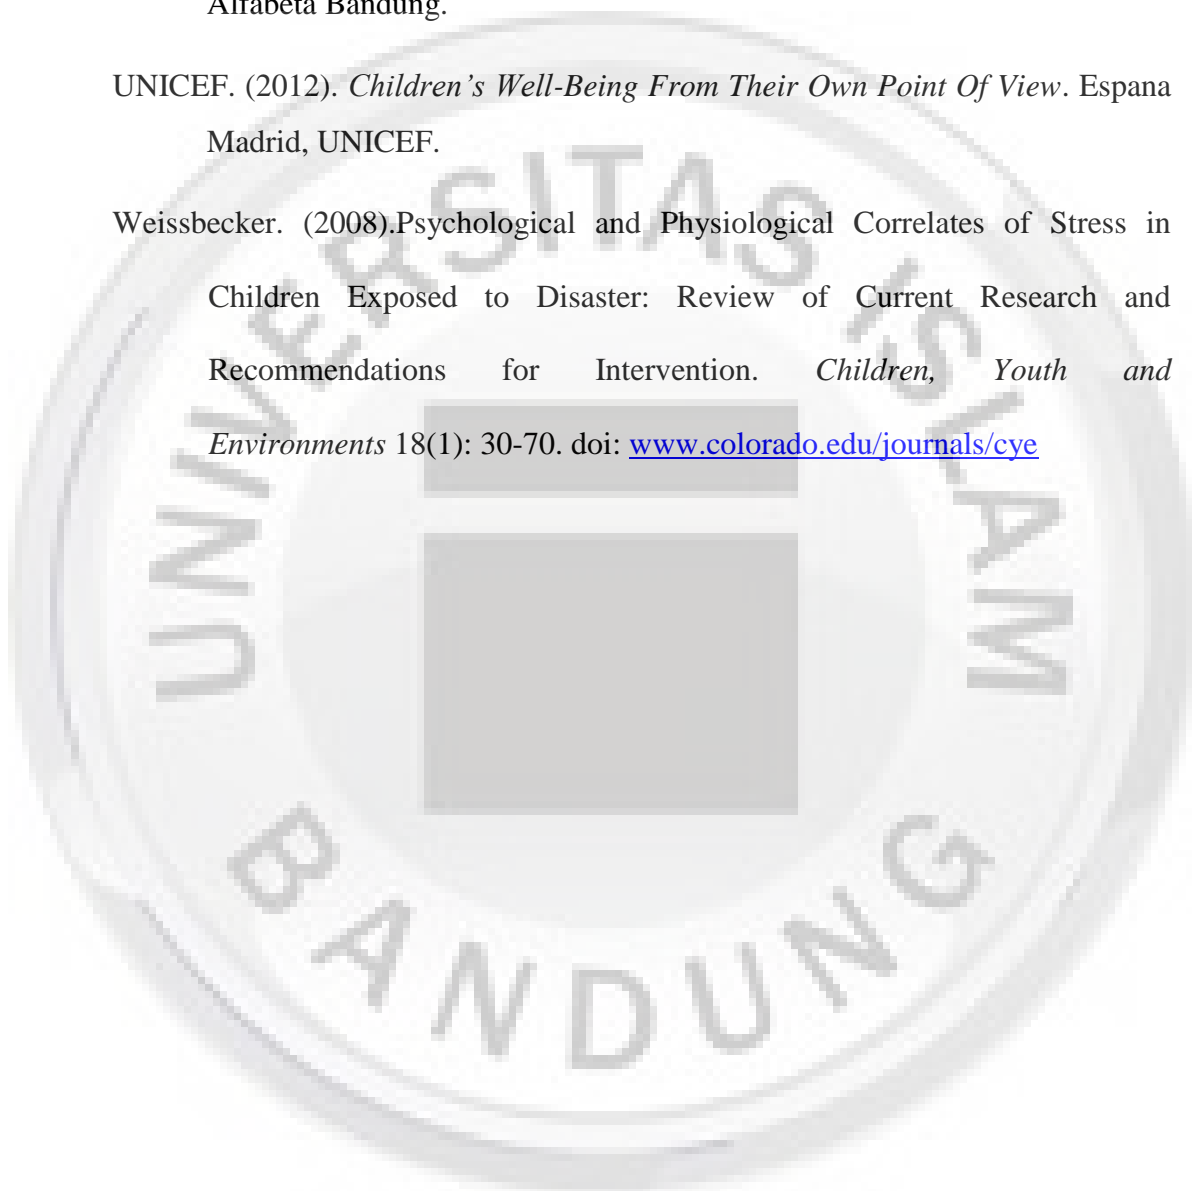 Alfabeta Bandung.
UNICEF. (2012). Children's Well-Being From Their Own Point Of View. Espana
Madrid, UNICEF.
Weissbecker. (2008).Psychological and Physiological Correlates of Stress in
Children Exposed to Disaster: Review of Current Research and
Recommendations for Intervention. Children, Youth and
Environments 18(1): 30-70. doi: www.colorado.edu/journals/cye
UNIVERSITAS ISLAM
BANDUNG